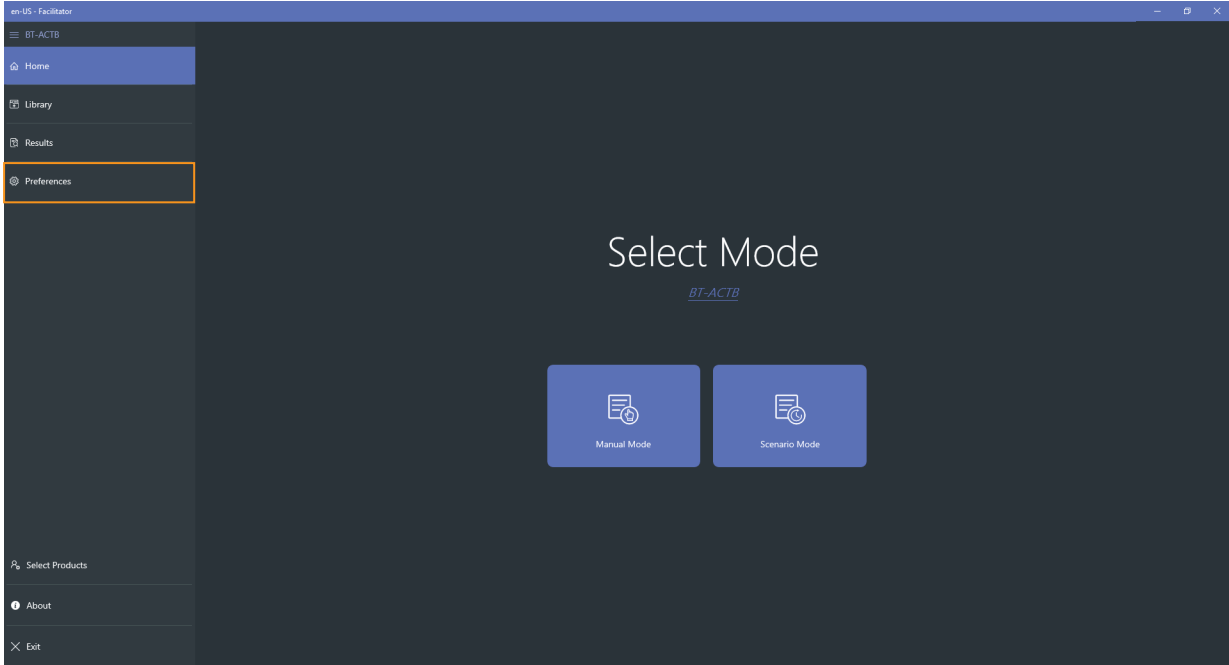 en-US - Facilitator
BT-ACTB
Home
Library
Results
Preferences
Select Mode
BT-ACTB
Manual Mode
Scenario Mode
Select Products
About
Exit